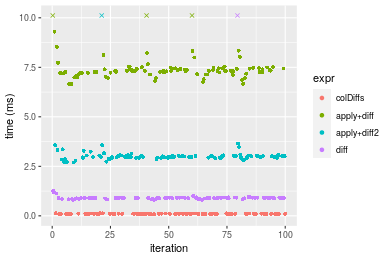 10.0
7.5
5.0
2.5
0.0
time (ms)
0
25
50
75
100
iteration
expr
colDiffs
apply+diff
apply+diff2
diff